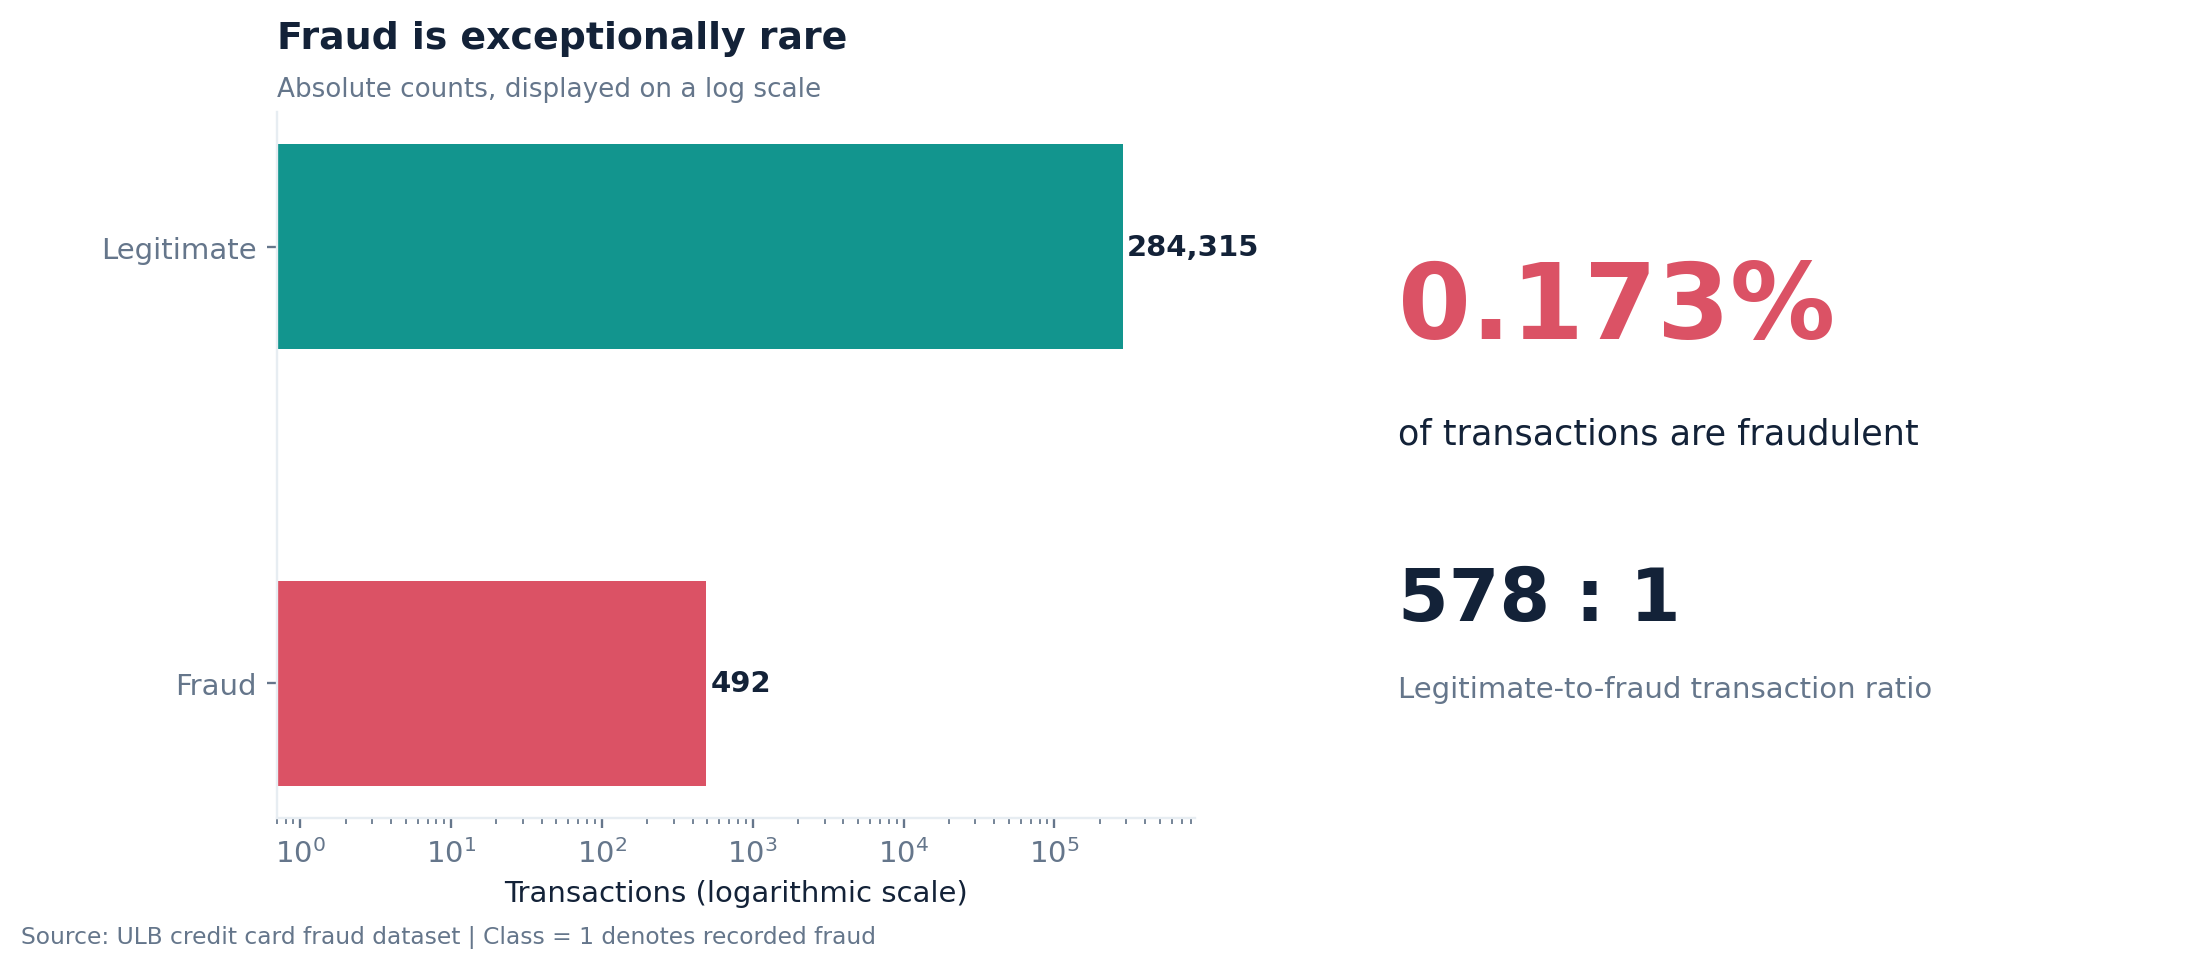 Fraud is exceptionally rare
Absolute counts, displayed on a log scale
Legitimate
284,315
Fraud
492
10⁰ 10¹ 10² 10³ 10⁴ 10⁵
Transactions (logarithmic scale)
0.173%
of transactions are fraudulent
578 : 1
Legitimate-to-fraud transaction ratio
Source: ULB credit card fraud dataset | Class = 1 denotes recorded fraud